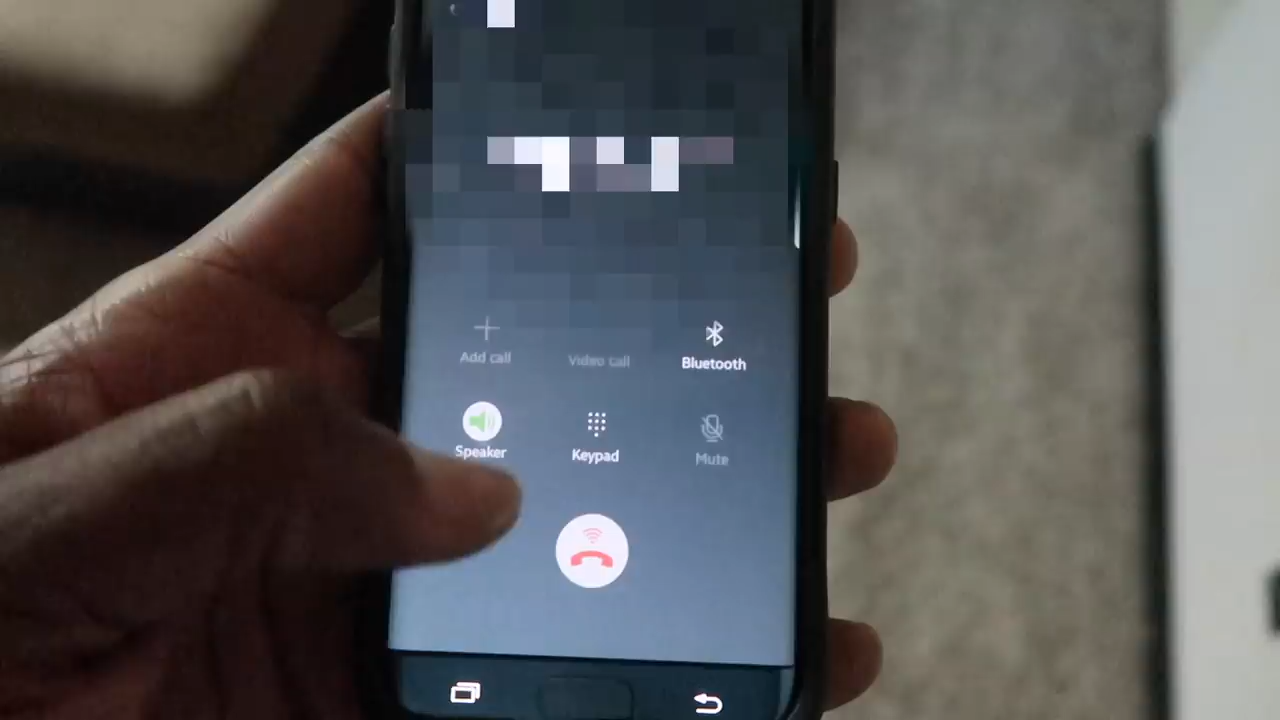 Add call
Video call
Bluetooth
Speaker
Keypad
Mute